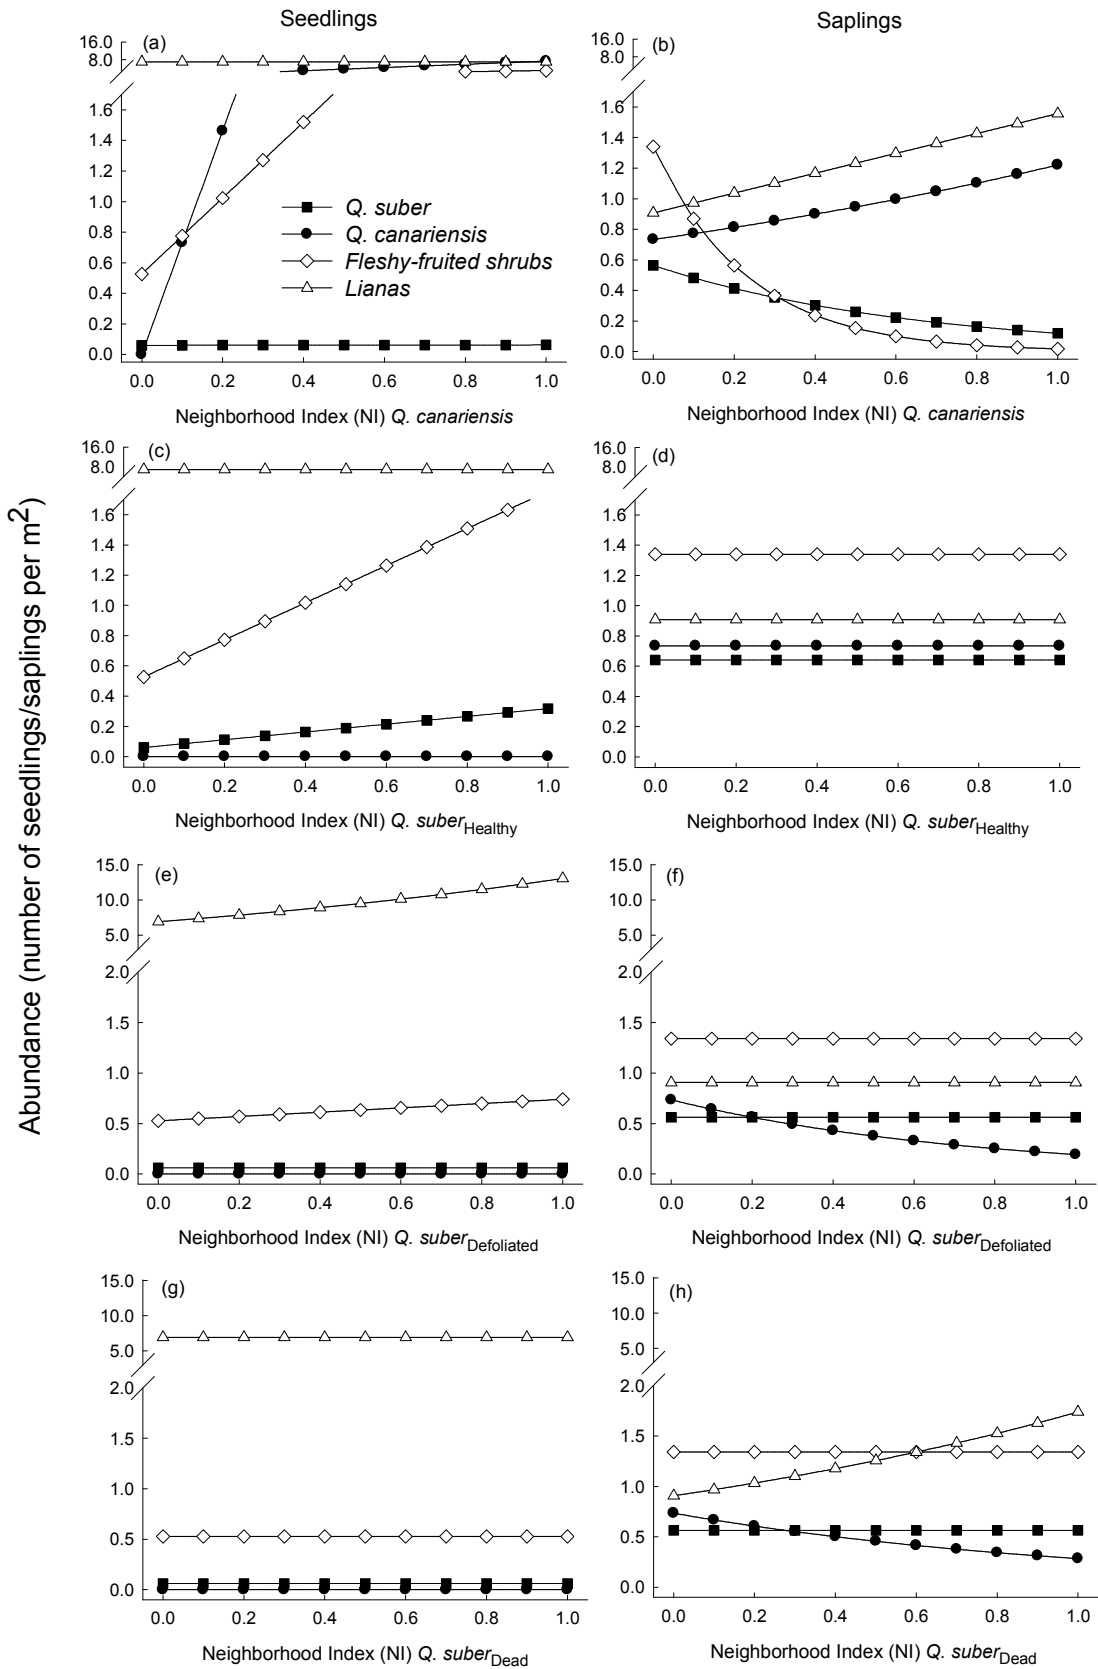 Seedlings
Saplings
Abundance (number of seedlings/saplings per m²)
(a)
16.0
8.0
1.6
1.4
1.2
1.0
0.8
0.6
0.4
0.2
0.0
Q. suber
Q. canariensis
Fleshy-fruited shrubs
Lianas
0.0 0.2 0.4 0.6 0.8 1.0
Neighborhood Index (NI) Q. canariensis
(b)
16.0
8.0
1.6
1.4
1.2
1.0
0.8
0.6
0.4
0.2
0.0
0.0 0.2 0.4 0.6 0.8 1.0
Neighborhood Index (NI) Q. canariensis
(c)
16.0
8.0
1.6
1.4
1.2
1.0
0.8
0.6
0.4
0.2
0.0
0.0 0.2 0.4 0.6 0.8 1.0
Neighborhood Index (NI) Q. suber Healthy
(d)
16.0
8.0
1.6
1.4
1.2
1.0
0.8
0.6
0.4
0.2
0.0
0.0 0.2 0.4 0.6 0.8 1.0
Neighborhood Index (NI) Q. suber Healthy
(e)
15.0
10.0
5.0
2.0
1.5
1.0
0.5
0.0
0.0 0.2 0.4 0.6 0.8 1.0
Neighborhood Index (NI) Q. suber Defoliated
(f)
15.0
10.0
5.0
2.0
1.5
1.0
0.5
0.0
0.0 0.2 0.4 0.6 0.8 1.0
Neighborhood Index (NI) Q. suber Defoliated
(g)
15.0
10.0
5.0
2.0
1.5
1.0
0.5
0.0
0.0 0.2 0.4 0.6 0.8 1.0
Neighborhood Index (NI) Q. suber Dead
(h)
15.0
10.0
5.0
2.0
1.5
1.0
0.5
0.0
0.0 0.2 0.4 0.6 0.8 1.0
Neighborhood Index (NI) Q. suber Dead